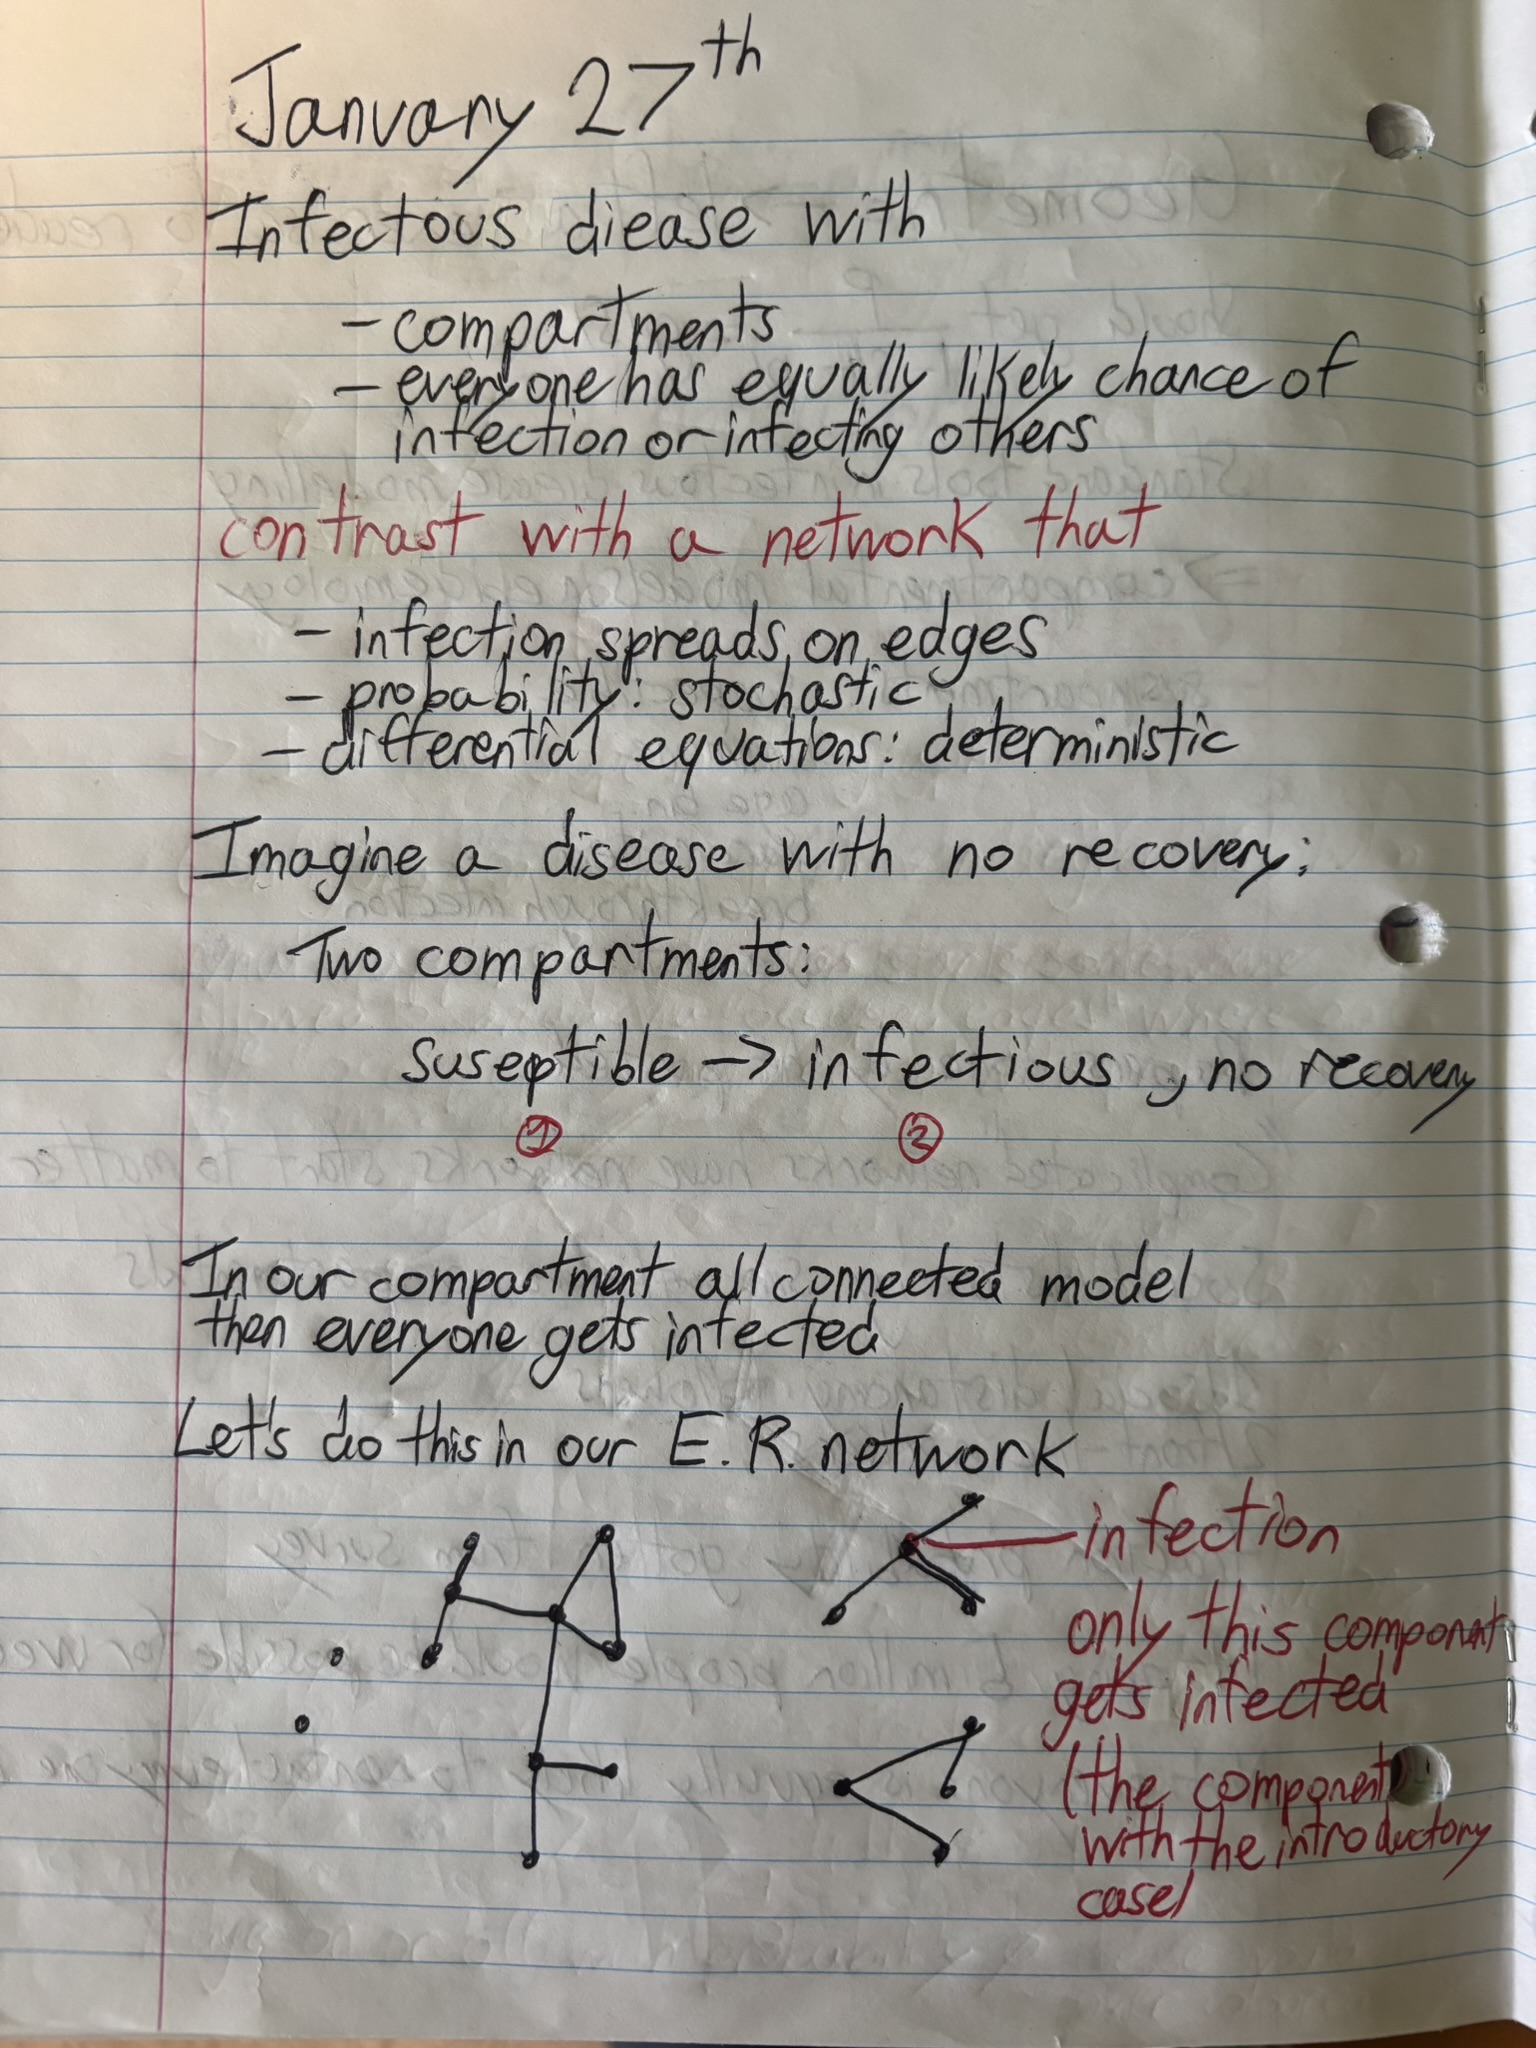 January 27th
Infectous diease with
- compartments
- everyone has equally likely chance of
infection or infecting others
contrast with a network that
- infection spreads on edges
- probability: stochastic
- differential equations: deterministic
Imagine a disease with no recovery:
Two compartments:
suseptible -> infectious, no recovery
1 2
In our compartment all connected model
then everyone gets infected
Let's do this in our E.R. network
infection
only this component
gets infected
(the component
with the introductory
case)